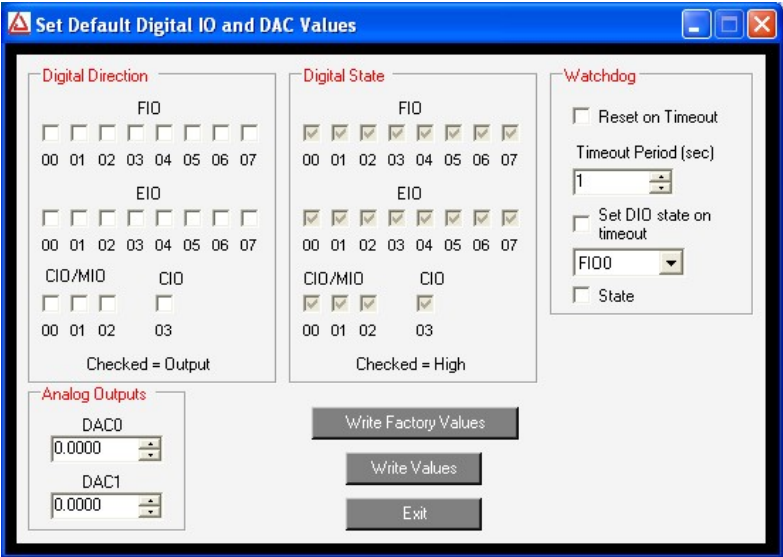 Set Default Digital IO and DAC Values
Digital Direction
FIO
00 01 02 03 04 05 06 07
EIO
00 01 02 03 04 05 06 07
CIO/MIO CIO
00 01 02 03
Checked = Output
Digital State
FIO
00 01 02 03 04 05 06 07
EIO
00 01 02 03 04 05 06 07
CIO/MIO CIO
00 01 02 03
Checked = High
Watchdog
Reset on Timeout
Timeout Period (sec)
1
Set DIO state on
timeout
FIO0
State
Analog Outputs
DAC0
0.0000
DAC1
0.0000
Write Factory Values
Write Values
Exit